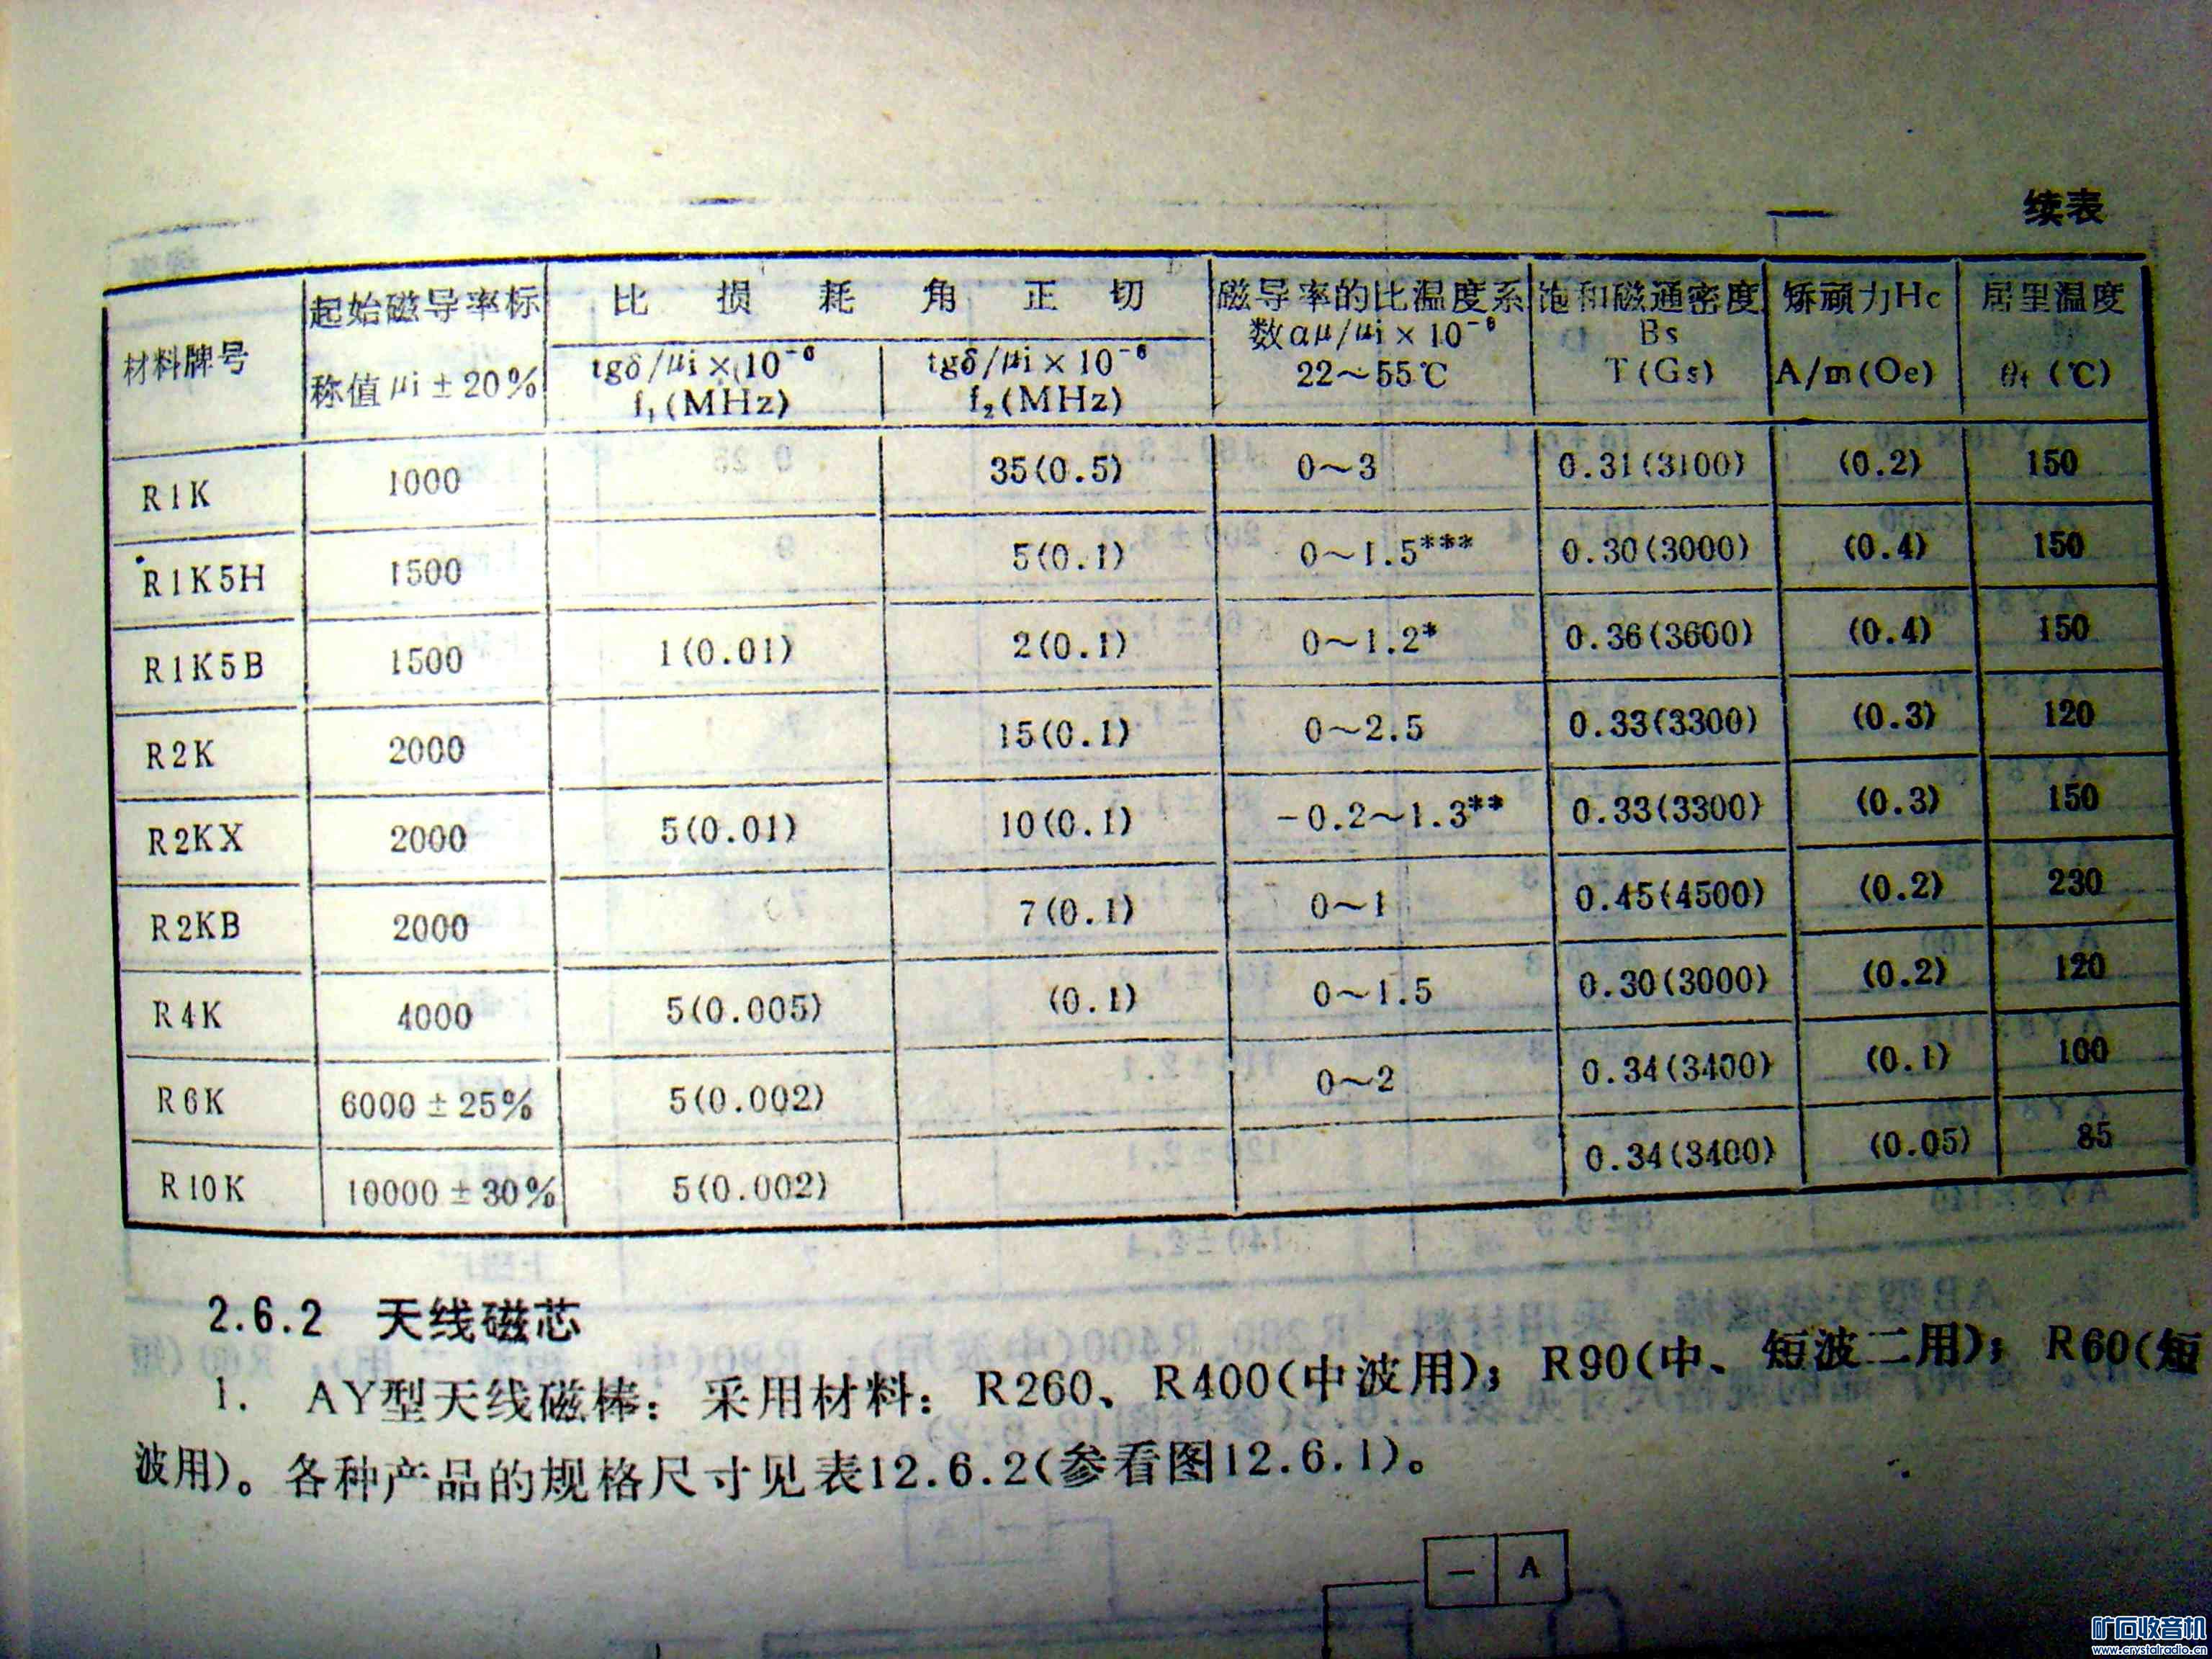 续表
材料牌号 起始磁导率标称值μi±20% 比损耗角正切 磁导率的比温度系数αμ/μi×10⁻⁶ 22～55℃ 饱和磁通密度 Bs T(Gs) 矫顽力Hc A/m(Oe) 居里温度 θf (℃)
tgδ/μi×10⁻⁶ f₁(MHz) tgδ/μi×10⁻⁶ f₂(MHz)
R1K 1000 35(0.5) 0～3 0.31(3100) (0.2) 150
R1K5H 1500 5(0.1) 0～1.5*** 0.30(3000) (0.4) 150
R1K5B 1500 1(0.01) 2(0.1) 0～1.2* 0.36(3600) (0.4) 150
R2K 2000 15(0.1) 0～2.5 0.33(3300) (0.3) 120
R2KX 2000 5(0.01) 10(0.1) -0.2～1.3** 0.33(3300) (0.3) 150
R2KB 2000 7(0.1) 0～1 0.45(4500) (0.2) 230
R4K 4000 5(0.005) (0.1) 0～1.5 0.30(3000) (0.2) 120
R6K 6000±25% 5(0.002) 0～2 0.34(3400) (0.1) 100
R10K 10000±30% 5(0.002) 0.34(3400) (0.05) 85
2.6.2 天线磁芯
1. AY型天线磁棒：采用材料：R260、R400(中波用)；R90(中、短波二用)；R60(短
波用)。各种产品的规格尺寸见表12.6.2(参看图12.6.1)。
— A
矿石收音机
www.crystalradio.cn